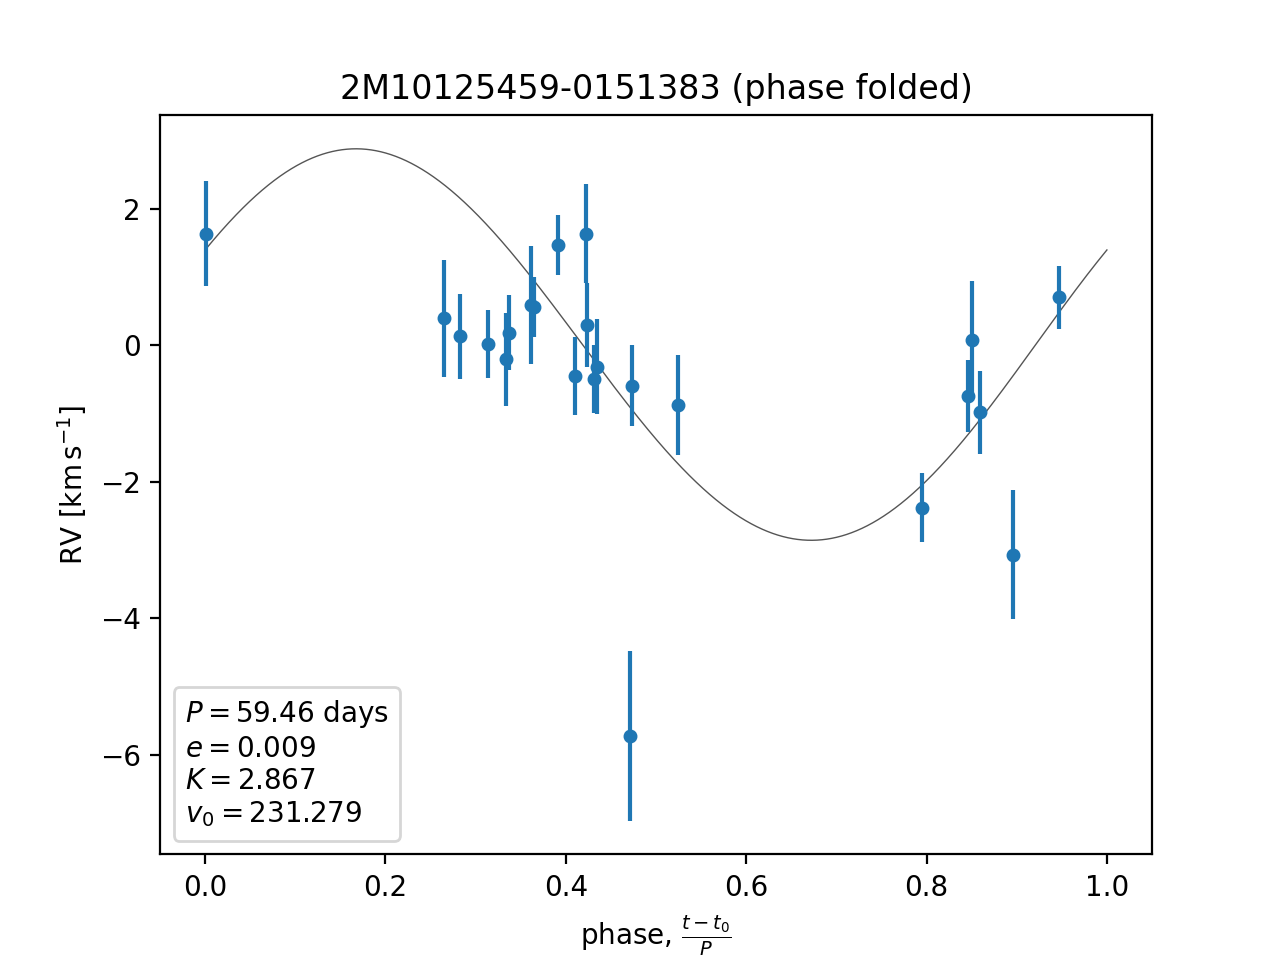 2M10125459-0151383 (phase folded)
2
0
−2
−4
−6
RV [km s⁻¹]
P = 59.46 days
e = 0.009
K = 2.867
v₀ = 231.279
0.0 0.2 0.4 0.6 0.8 1.0
phase, (t − t₀)/P